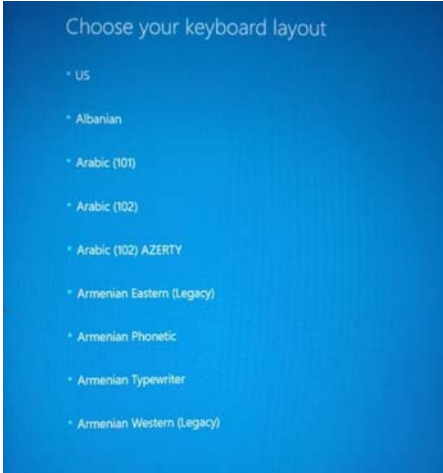 Choose your keyboard layout
US
Albanian
Arabic (101)
Arabic (102)
Arabic (102) AZERTY
Armenian Eastern (Legacy)
Armenian Phonetic
Armenian Typewriter
Armenian Western (Legacy)